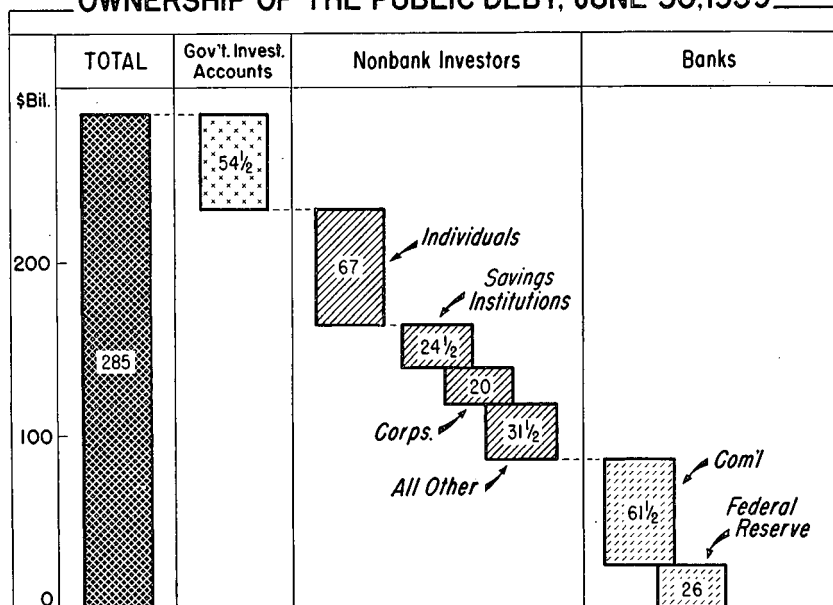 OWNERSHIP OF THE PUBLIC DEBT, JUNE 30, 1959
TOTAL
Gov't. Invest.
Accounts
Nonbank Investors
Banks
$Bil.
54½
Individuals
200
67
Savings
Institutions
285
24½
20
Corps.
31½
100
All Other
Com'l
61½
Federal
Reserve
26
0